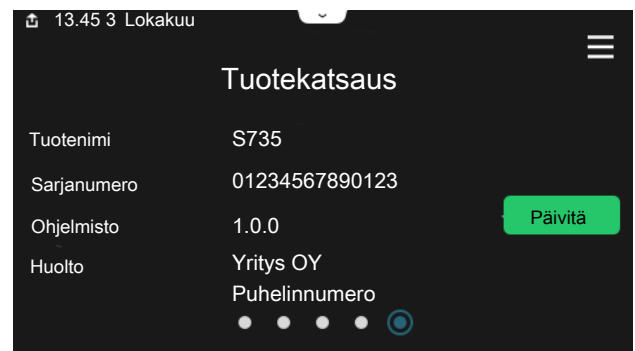 13.45 3 Lokakuu
Tuotekatsaus
Tuotenimi S735
Sarjanumero 01234567890123
Ohjelmisto 1.0.0 Päivitä
Huolto Yritys OY
Puhelinnumero